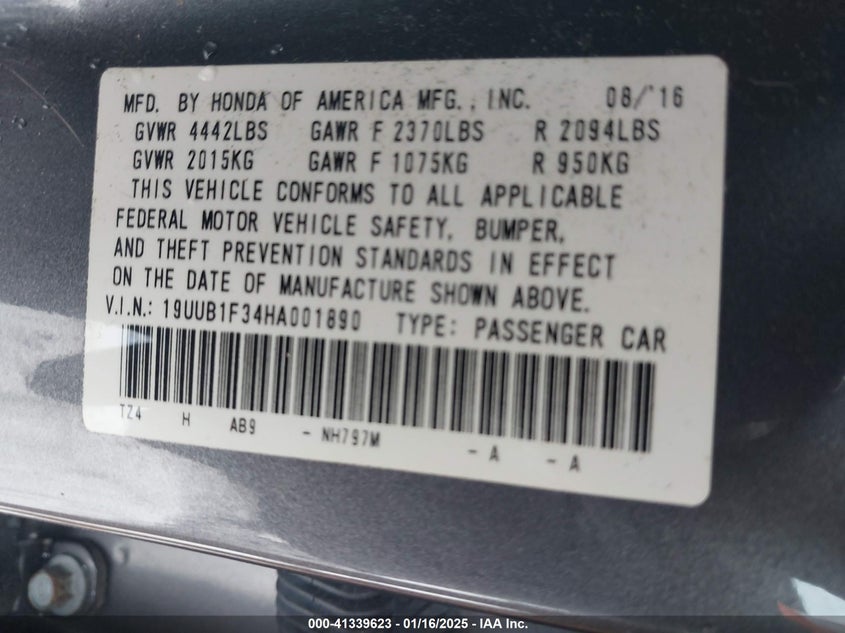 MFD. BY HONDA OF AMERICA MFG., INC. 08/'16
GVWR 4442LBS GAWR F 2370LBS R 2094LBS
GVWR 2015KG GAWR F 1075KG R 950KG
THIS VEHICLE CONFORMS TO ALL APPLICABLE
FEDERAL MOTOR VEHICLE SAFETY, BUMPER,
AND THEFT PREVENTION STANDARDS IN EFFECT
ON THE DATE OF MANUFACTURE SHOWN ABOVE.
V.I.N.: 19UUB1F34HA001890 TYPE: PASSENGER CAR
TZ4 H AB9 - NH797M - A - A
000-41339623 - 01/16/2025 - IAA Inc.